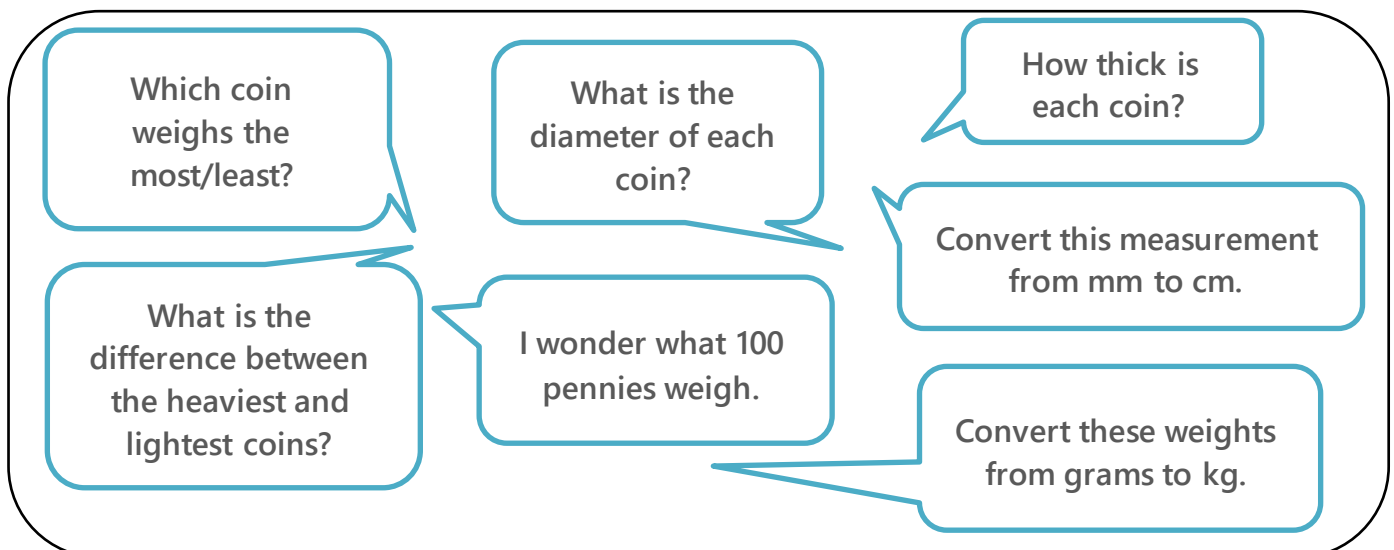 Which coin
weighs the
most/least?
What is the
diameter of each
coin?
How thick is
each coin?
Convert this measurement
from mm to cm.
What is the
difference between
the heaviest and
lightest coins?
I wonder what 100
pennies weigh.
Convert these weights
from grams to kg.